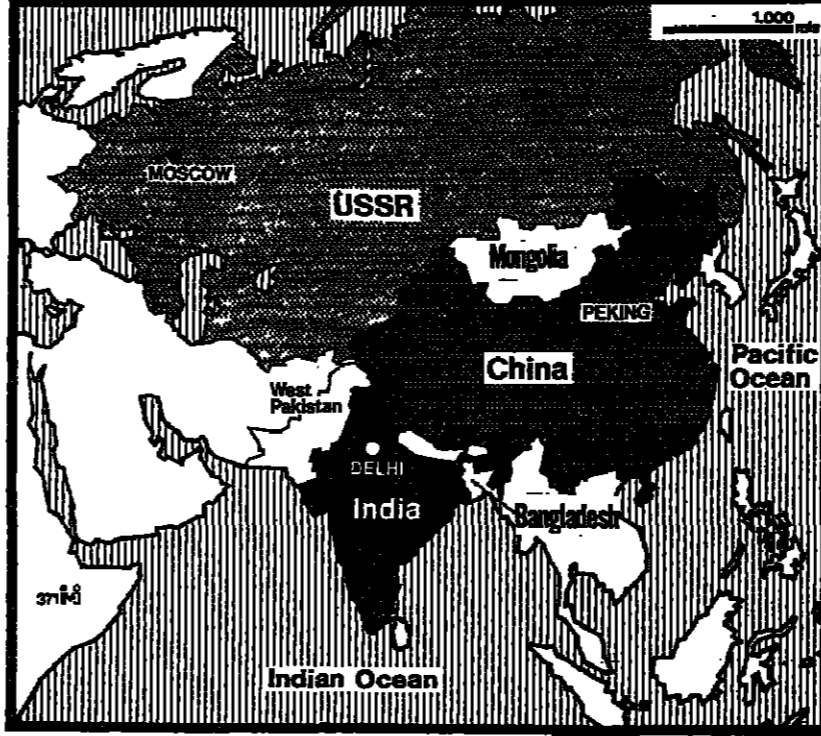 1.000
MOSCOW
USSR
Mongolia
PEKING
China
Pacific
Ocean
West
Pakistan
DELHI
India
Bangladesh
Indian Ocean